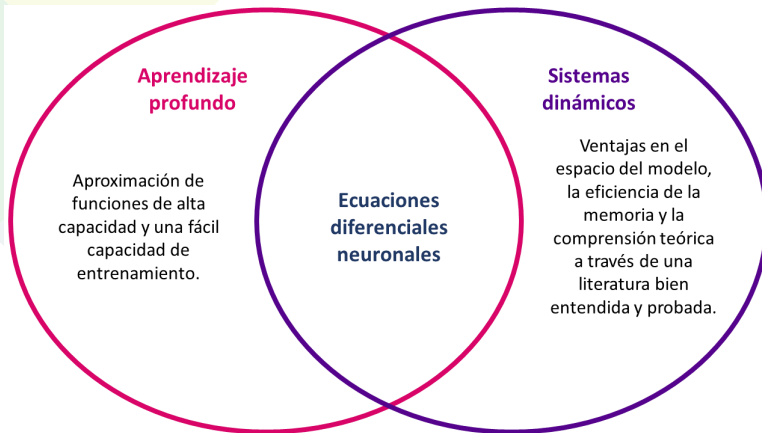 Aprendizaje
profundo
Aproximación de
funciones de alta
capacidad y una fácil
capacidad de
entrenamiento.
Ecuaciones
diferenciales
neuronales
Sistemas
dinámicos
Ventajas en el
espacio del modelo,
la eficiencia de la
memoria y la
comprensión teórica
a través de una
literatura bien
entendida y probada.